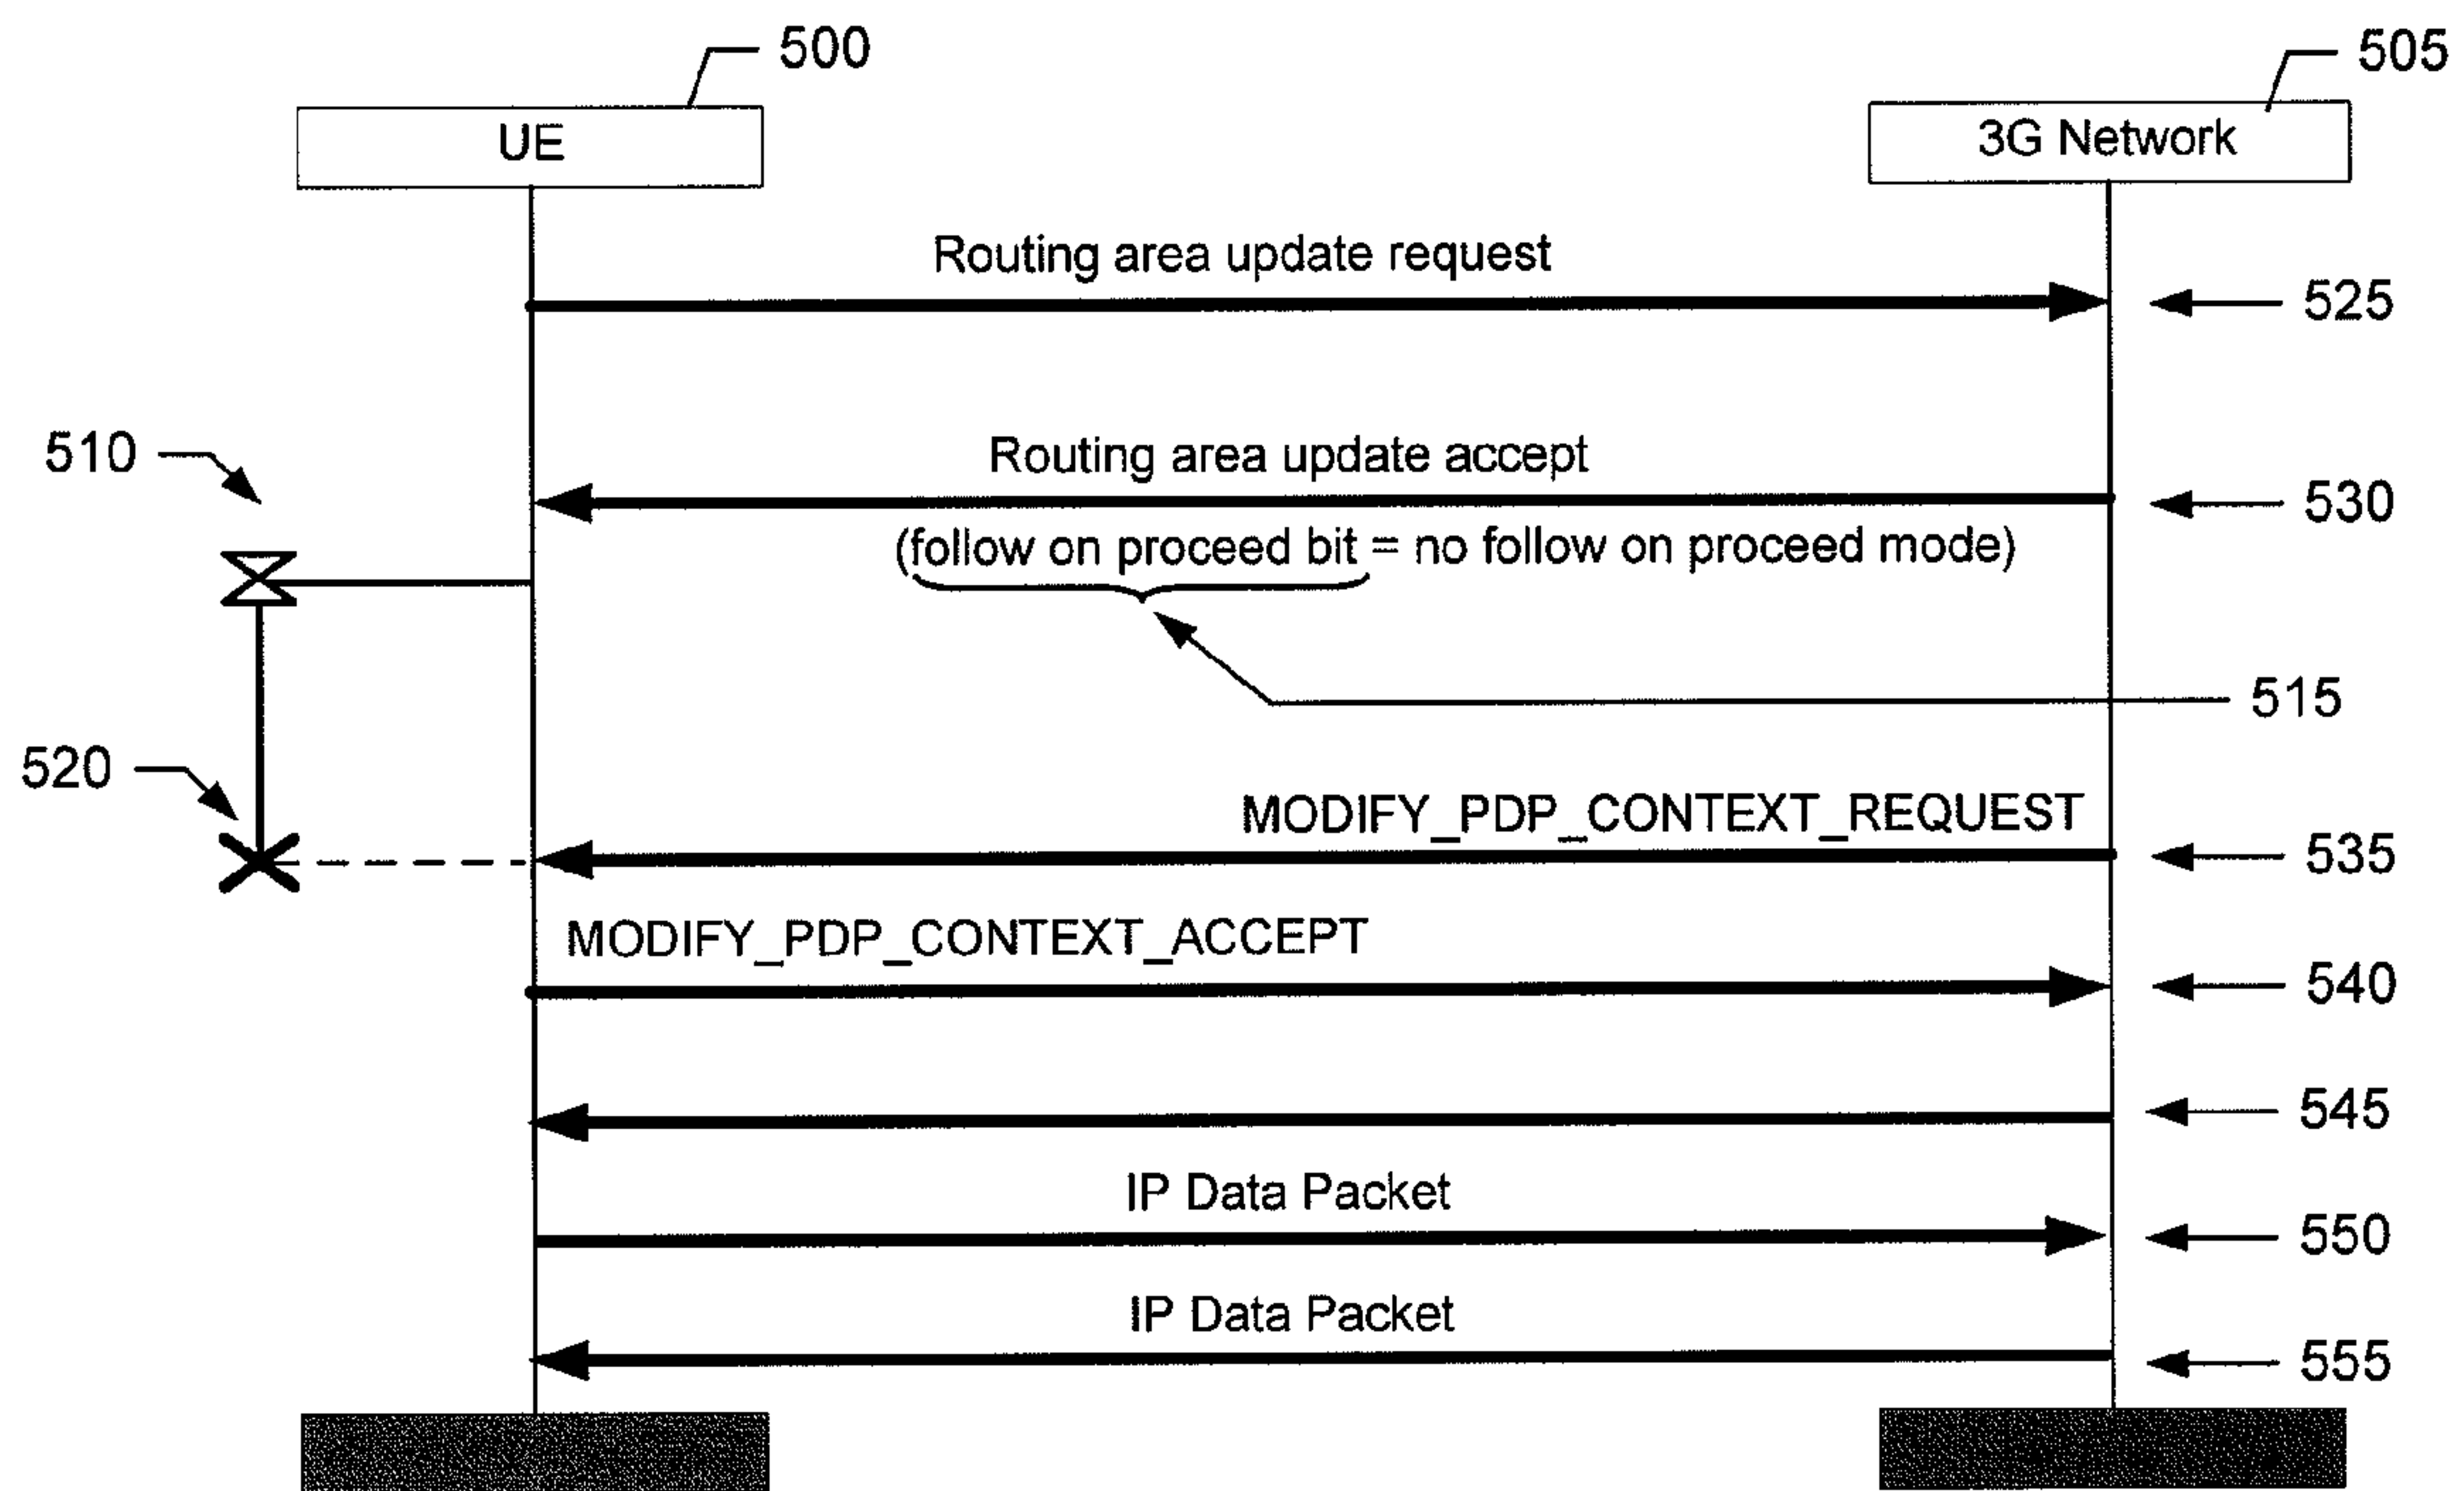 500
505
UE
3G Network
Routing area update request
525
510
Routing area update accept
530
(follow on proceed bit = no follow on proceed mode)
515
520
MODIFY_PDP_CONTEXT_REQUEST
535
MODIFY_PDP_CONTEXT_ACCEPT
540
545
IP Data Packet
550
IP Data Packet
555